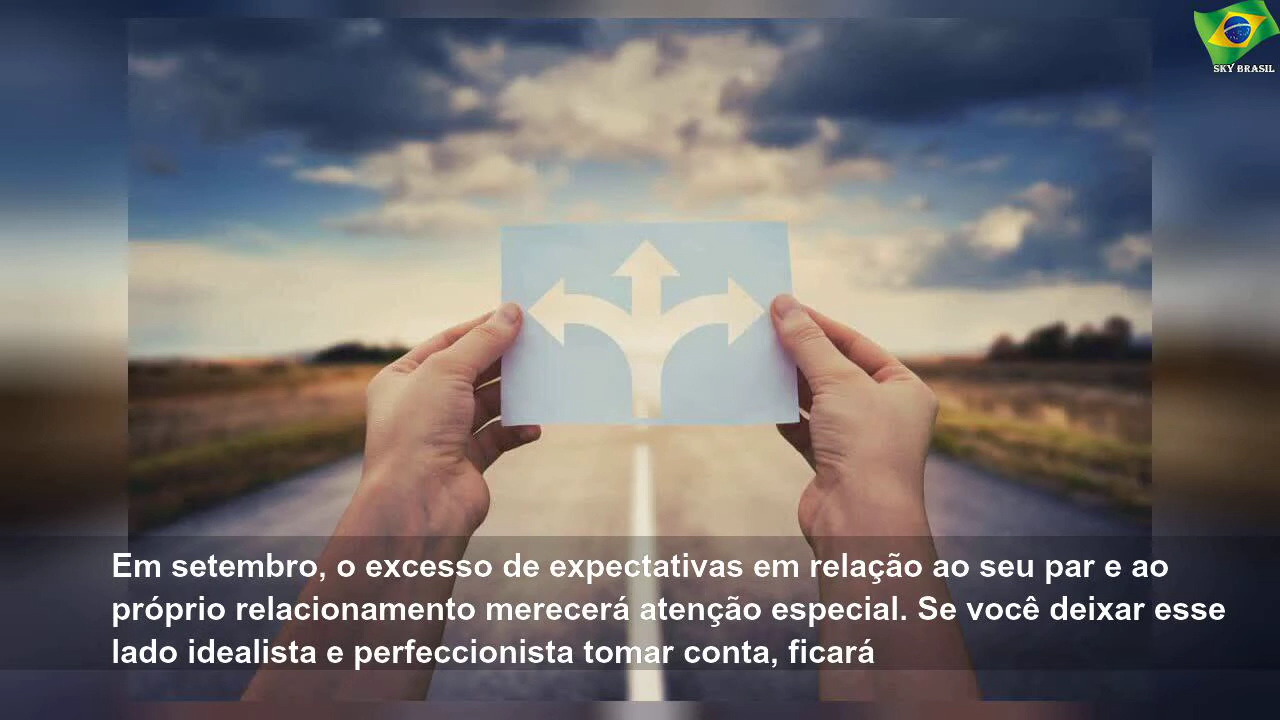 SKY BRASIL
Em setembro, o excesso de expectativas em relação ao seu par e ao
próprio relacionamento merecerá atenção especial. Se você deixar esse
lado idealista e perfeccionista tomar conta, ficará